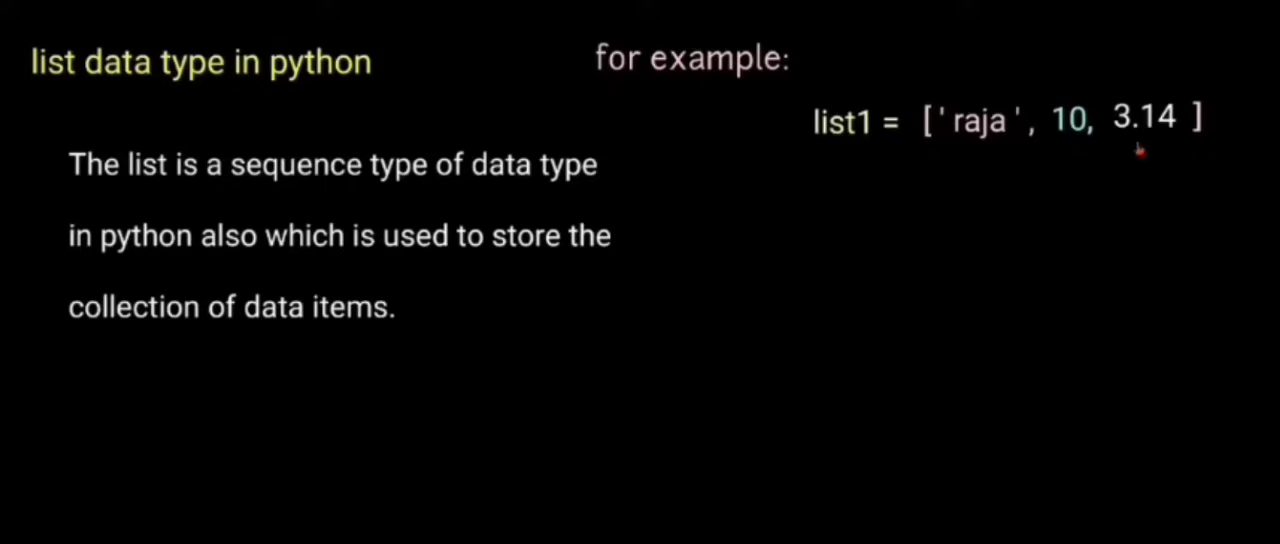 list data type in python
for example:
list1 = [ ' raja ', 10, 3.14 ]
The list is a sequence type of data type
in python also which is used to store the
collection of data items.